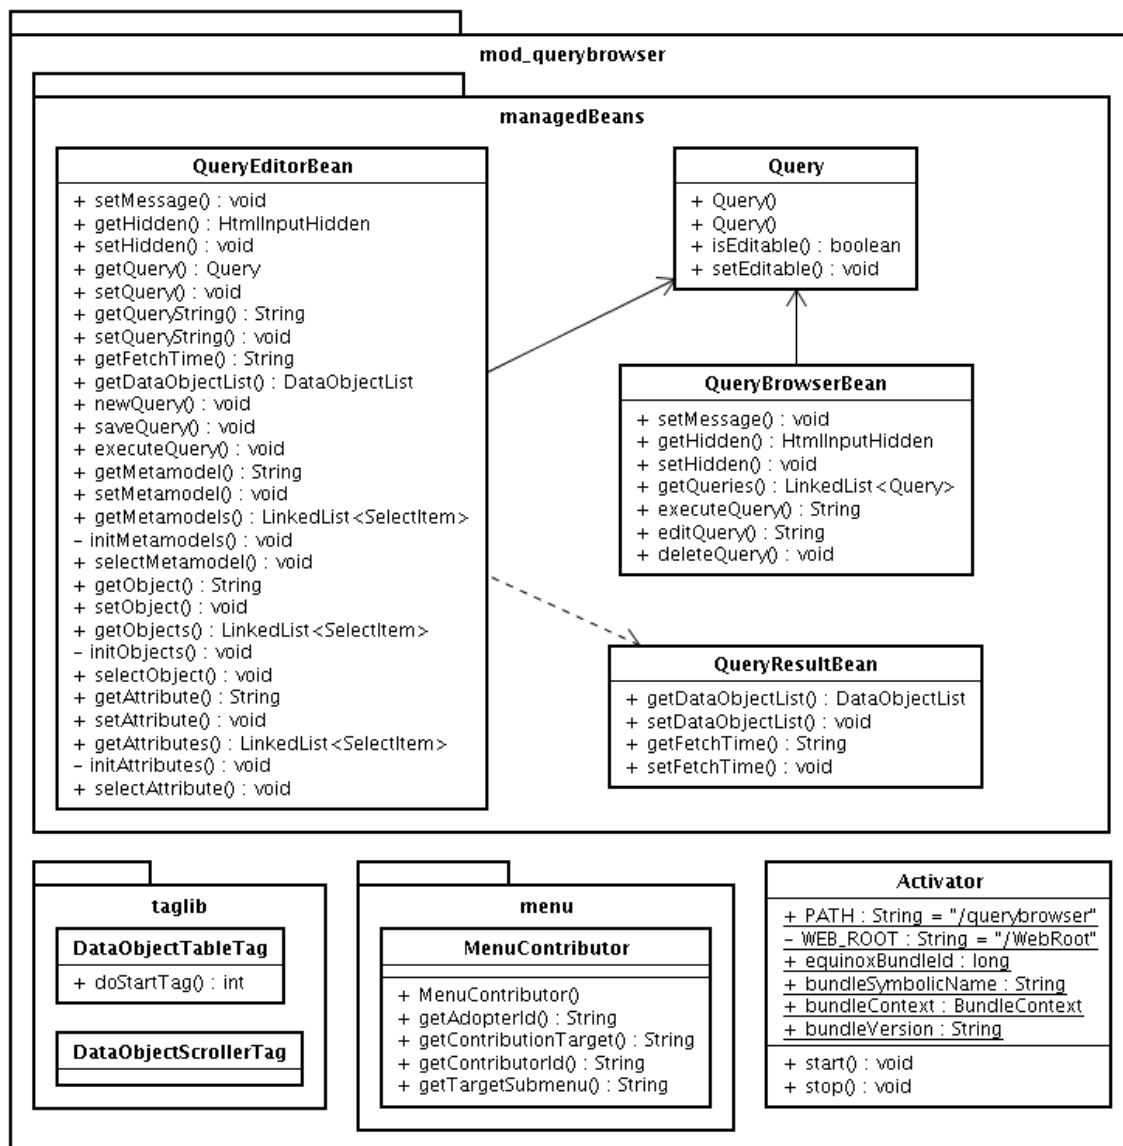 mod_querybrowser
managedBeans
QueryEditorBean
+ setMessage() : void
+ getHidden() : HtmlInputHidden
+ setHidden() : void
+ getQuery() : Query
+ setQuery() : void
+ getQueryString() : String
+ setQueryString() : void
+ getFetchTime() : String
+ getDataObjectList() : DataObjectList
+ newQuery() : void
+ saveQuery() : void
+ executeQuery() : void
+ getMetamodel() : String
+ setMetamodel() : void
+ getMetamodels() : LinkedList<SelectItem>
- initMetamodels() : void
+ selectMetamodel() : void
+ getObject() : String
+ setObject() : void
+ getObjects() : LinkedList<SelectItem>
- initObjects() : void
+ selectObject() : void
+ getAttribute() : String
+ setAttribute() : void
+ getAttributes() : LinkedList<SelectItem>
- initAttributes() : void
+ selectAttribute() : void
Query
+ Query()
+ Query()
+ isEditable() : boolean
+ setEditable() : void
QueryBrowserBean
+ setMessage() : void
+ getHidden() : HtmlInputHidden
+ setHidden() : void
+ getQueries() : LinkedList<Query>
+ executeQuery() : String
+ editQuery() : String
+ deleteQuery() : void
QueryResultBean
+ getDataObjectList() : DataObjectList
+ setDataObjectList() : void
+ getFetchTime() : String
+ setFetchTime() : void
taglib
DataObjectTableTag
+ doStartTag() : int
DataObjectScrollerTag
menu
MenuContributor
+ MenuContributor()
+ getAdopterId() : String
+ getContributionTarget() : String
+ getContributorId() : String
+ getTargetSubmenu() : String
Activator
+ PATH : String = "/querybrowser"
- WEB_ROOT : String = "/WebRoot"
+ equinoxBundleId : long
+ bundleSymbolicName : String
+ bundleContext : BundleContext
+ bundleVersion : String
+ start() : void
+ stop() : void